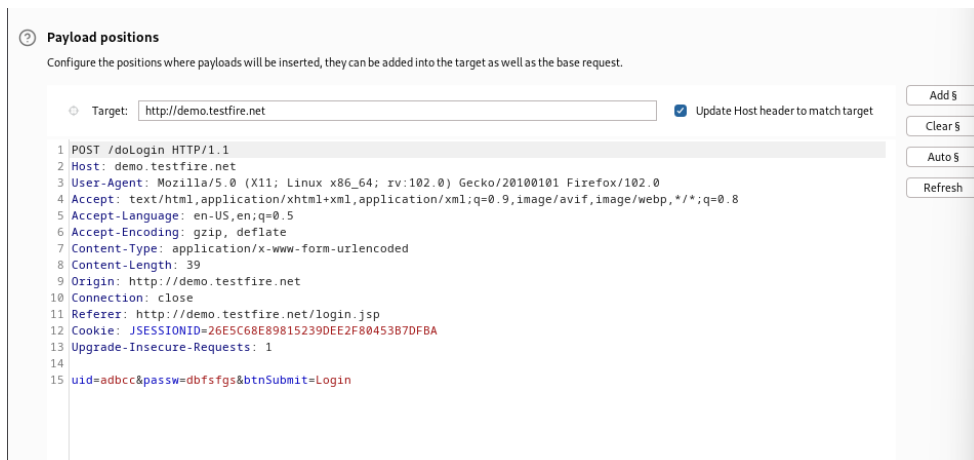 Payload positions
Configure the positions where payloads will be inserted, they can be added into the target as well as the base request.
Target: http://demo.testfire.net Update Host header to match target
Add §
Clear §
Auto §
Refresh
1 POST /doLogin HTTP/1.1
2 Host: demo.testfire.net
3 User-Agent: Mozilla/5.0 (X11; Linux x86_64; rv:102.0) Gecko/20100101 Firefox/102.0
4 Accept: text/html,application/xhtml+xml,application/xml;q=0.9,image/avif,image/webp,*/*;q=0.8
5 Accept-Language: en-US,en;q=0.5
6 Accept-Encoding: gzip, deflate
7 Content-Type: application/x-www-form-urlencoded
8 Content-Length: 39
9 Origin: http://demo.testfire.net
10 Connection: close
11 Referer: http://demo.testfire.net/login.jsp
12 Cookie: JSESSIONID=26E5C68E89815239DEE2F80453B7DFBA
13 Upgrade-Insecure-Requests: 1
14
15 uid=adbcc&passw=dbfsfgs&btnSubmit=Login